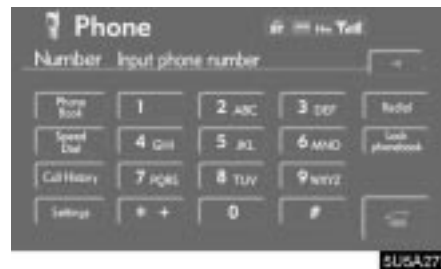 Phone
Number Input phone number
Phone Book 1 2 ABC 3 DEF Redial
Speed Dial 4 GHI 5 JKL 6 MNO Lock phonebook
Call History 7 PQRS 8 TUV 9 WXYZ
Settings * + 0 #
5U5A27